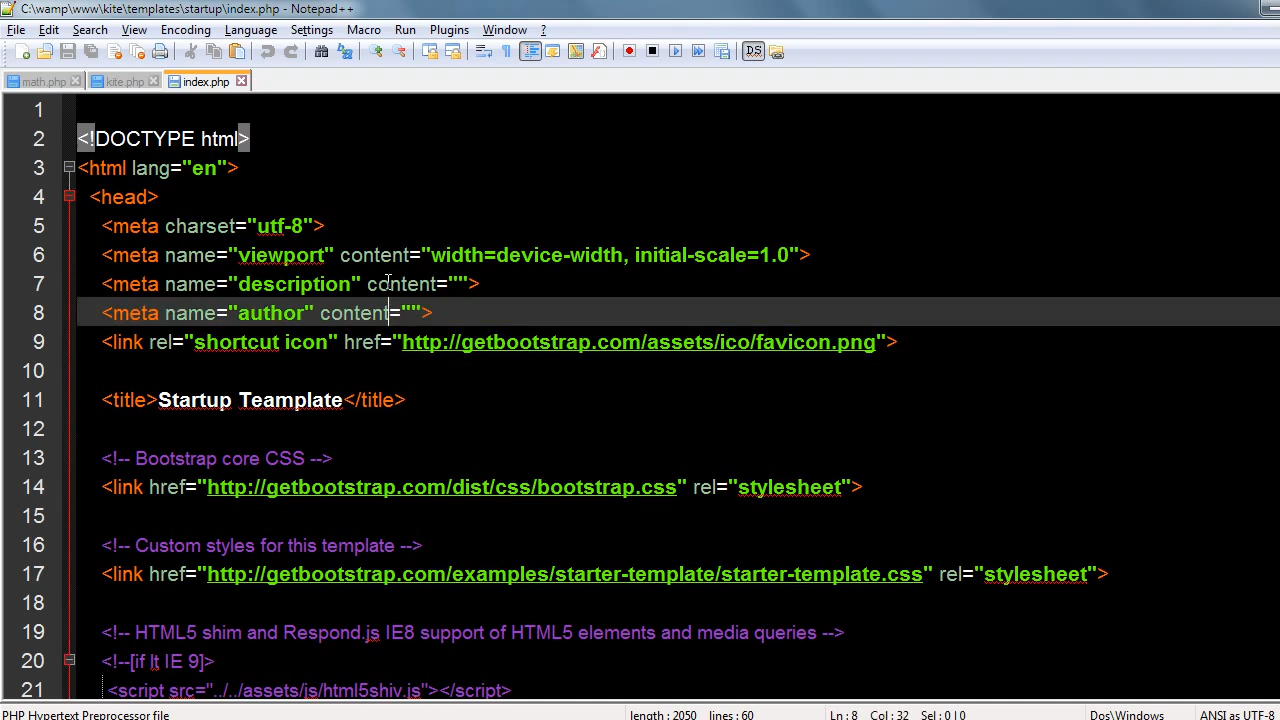 C:\wamp\www\kite\templates\startup\index.php - Notepad++
File Edit Search View Encoding Language Settings Macro Run Plugins Window ?
math.php kite.php index.php
1
2 <!DOCTYPE html>
3 <html lang="en">
4 <head>
5 <meta charset="utf-8">
6 <meta name="viewport" content="width=device-width, initial-scale=1.0">
7 <meta name="description" content="">
8 <meta name="author" content="">
9 <link rel="shortcut icon" href="http://getbootstrap.com/assets/ico/favicon.png">
10
11 <title>Startup Teamplate</title>
12
13 <!-- Bootstrap core CSS -->
14 <link href="http://getbootstrap.com/dist/css/bootstrap.css" rel="stylesheet">
15
16 <!-- Custom styles for this template -->
17 <link href="http://getbootstrap.com/examples/starter-template/starter-template.css" rel="stylesheet">
18
19 <!-- HTML5 shim and Respond.js IE8 support of HTML5 elements and media queries -->
20 <!--[if lt IE 9]>
21 <script src="../../assets/js/html5shiv.js"></script>
PHP Hypertext Preprocessor file length : 2050 lines : 60 Ln : 8 Col : 32 Sel : 0 | 0 Dos\Windows ANSI as UTF-8